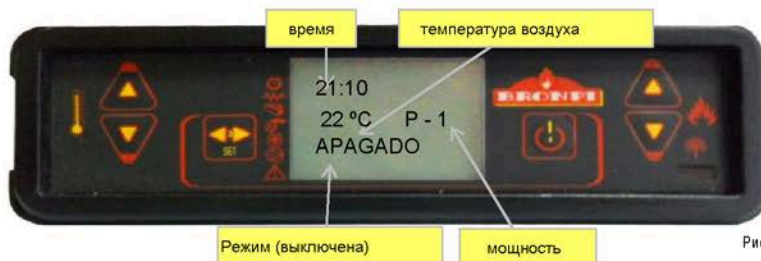 время
температура воздуха
21:10
22 ºC P - 1
APAGADO
SET
BRONPI
Режим (выключена)
мощность
Рис